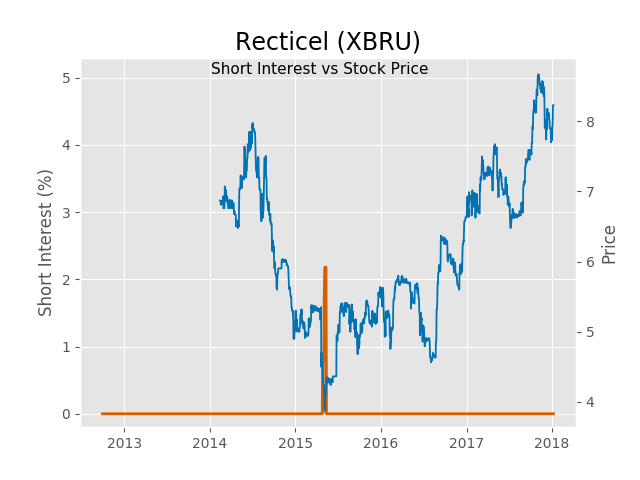 Recticel (XBRU)
Short Interest vs Stock Price
Short Interest (%)
5
4
3
2
1
0
8
7
6
5
4
Price
2013 2014 2015 2016 2017 2018